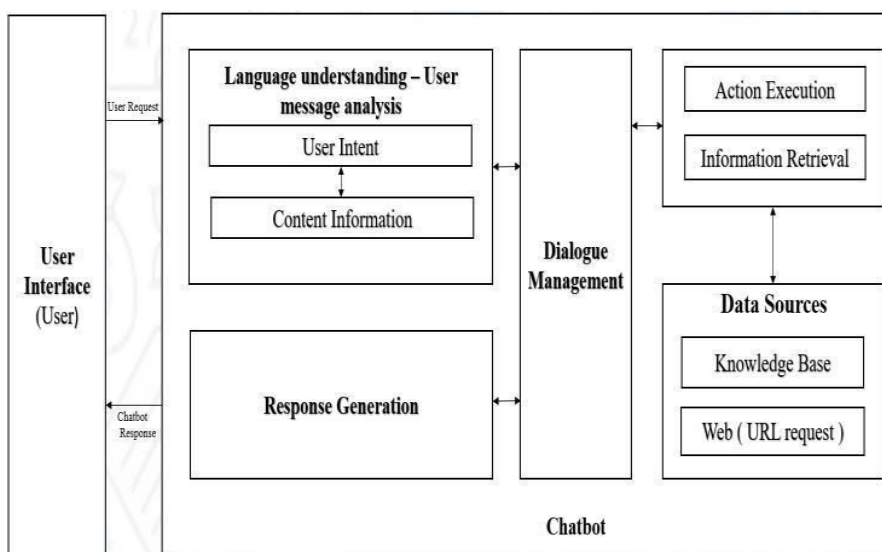 User
Interface
(User)
User Request
Chatbot
Response
Language understanding – User
message analysis
User Intent
Content Information
Response Generation
Dialogue
Management
Action Execution
Information Retrieval
Data Sources
Knowledge Base
Web ( URL request )
Chatbot